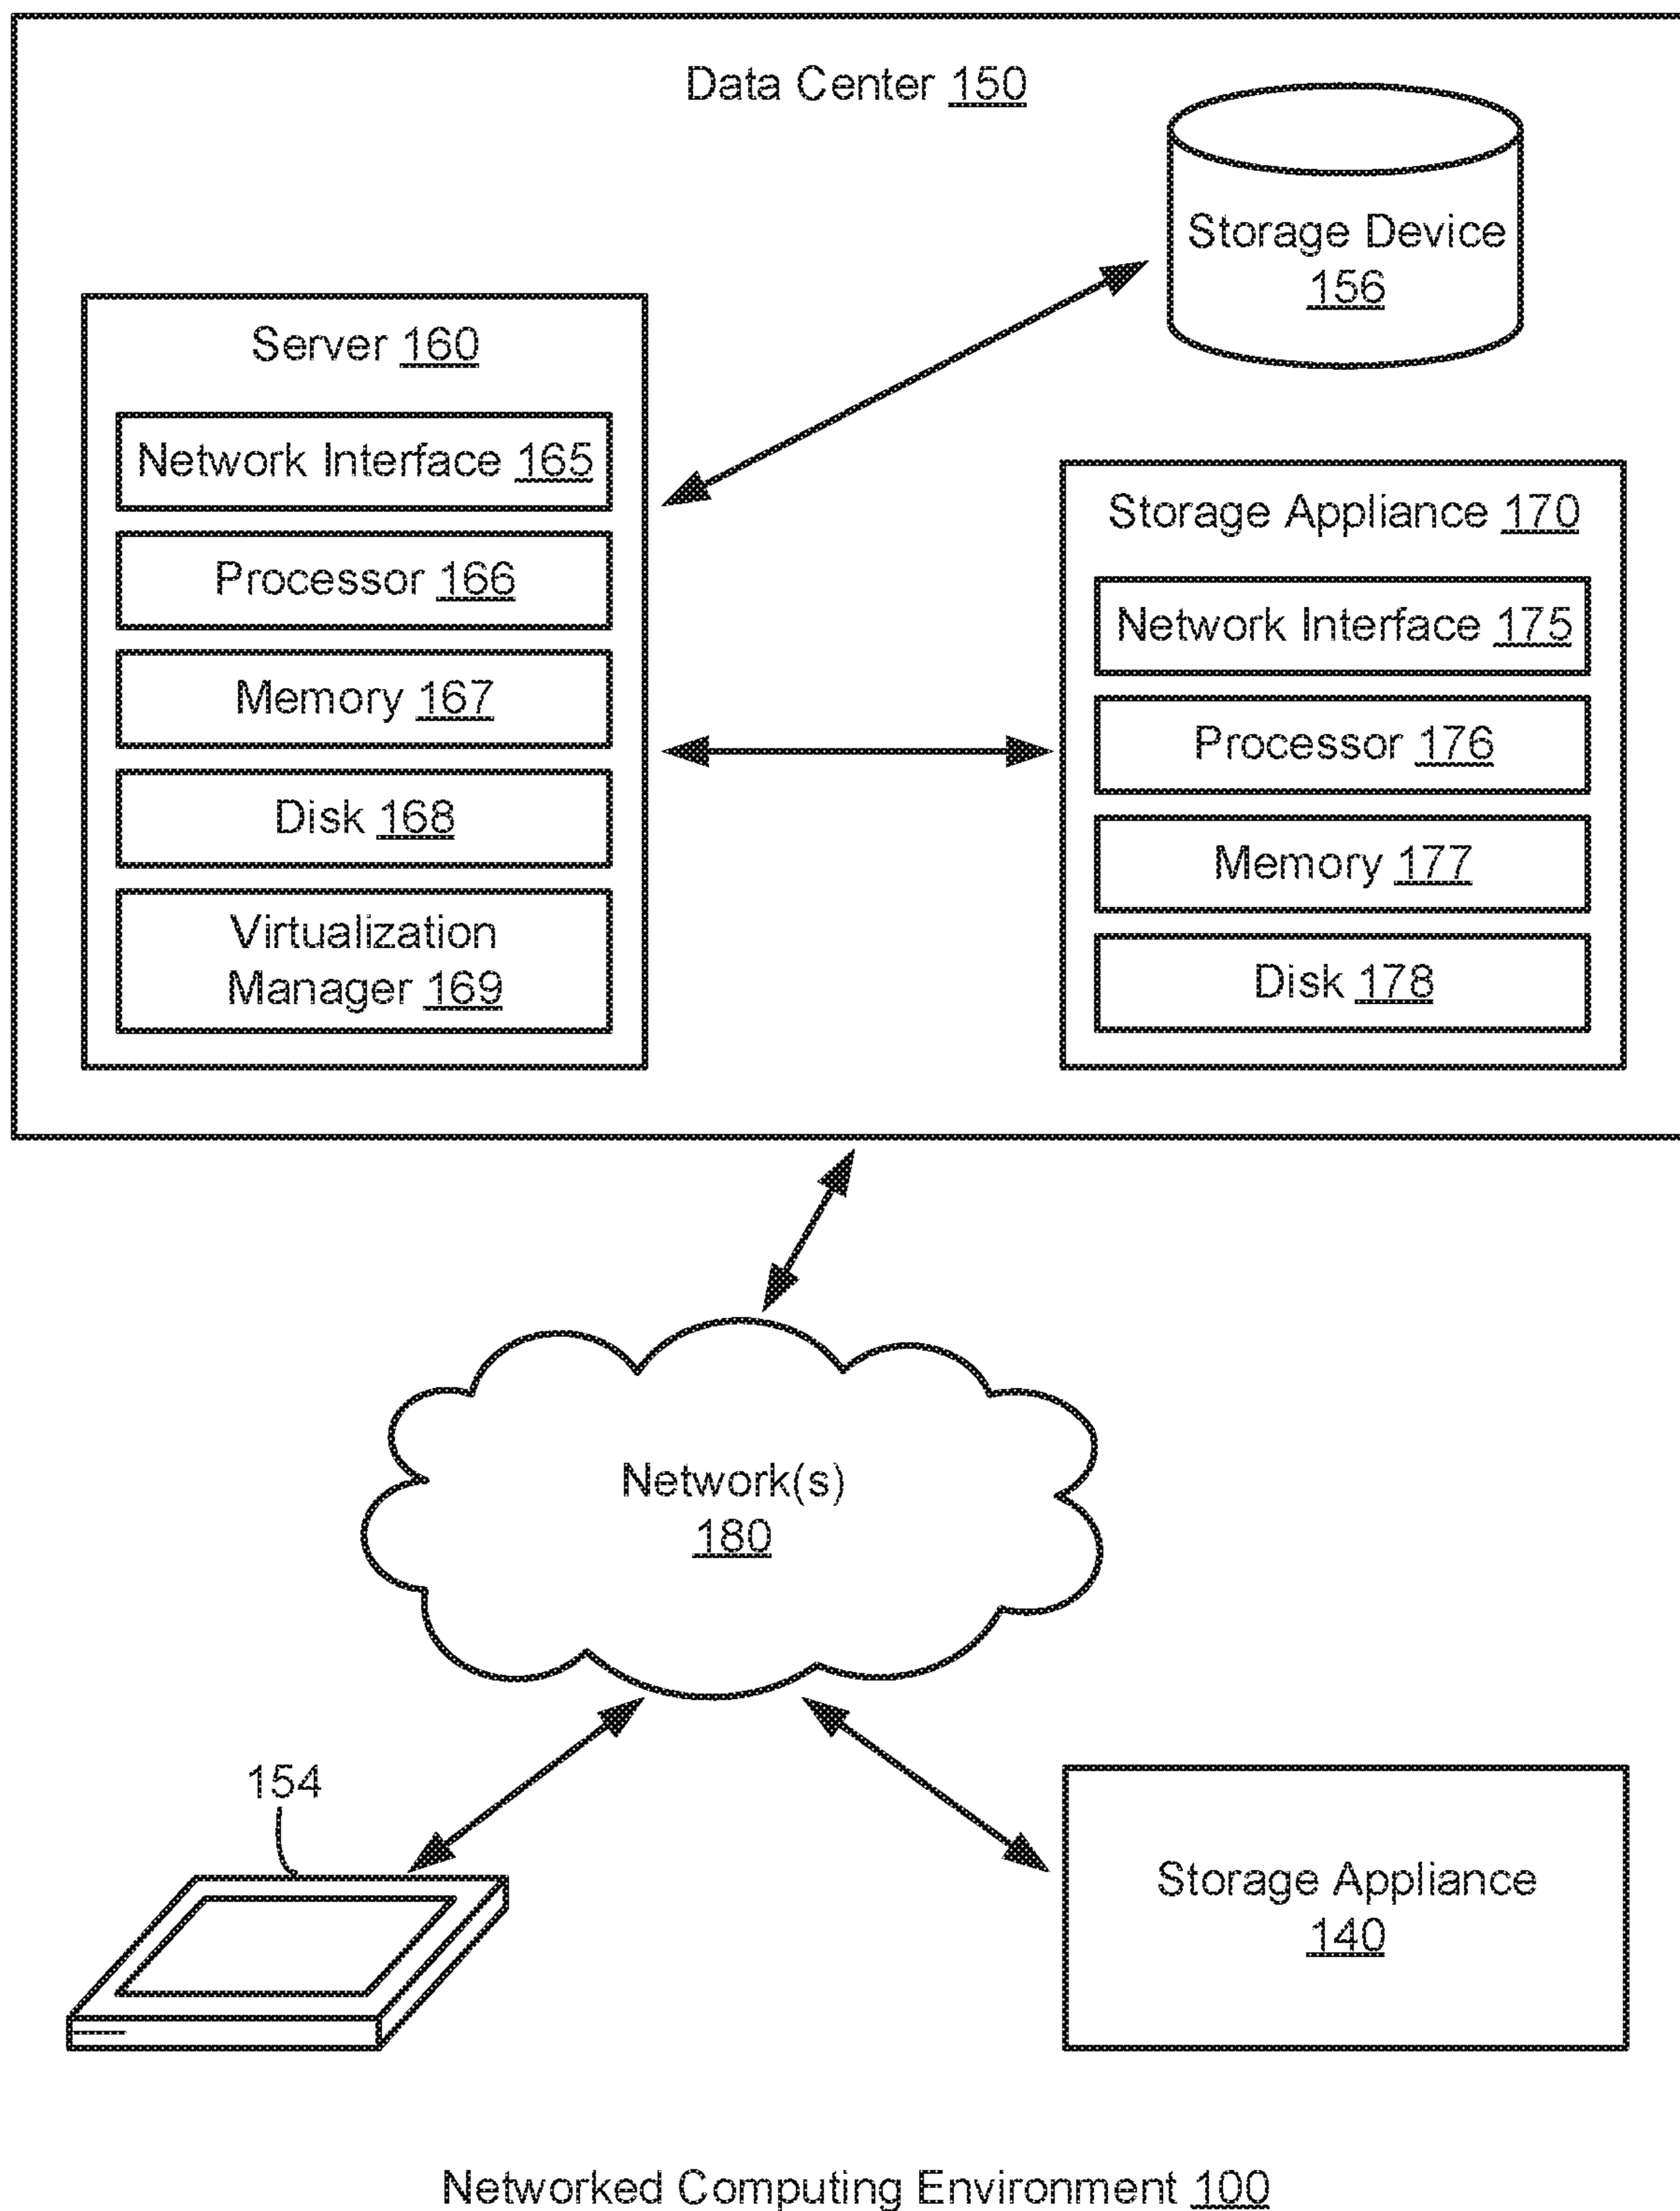 Data Center 150
Storage Device
156
Server 160
Network Interface 165
Processor 166
Memory 167
Disk 168
Virtualization
Manager 169
Storage Appliance 170
Network Interface 175
Processor 176
Memory 177
Disk 178
Network(s)
180
154
Storage Appliance
140
Networked Computing Environment 100